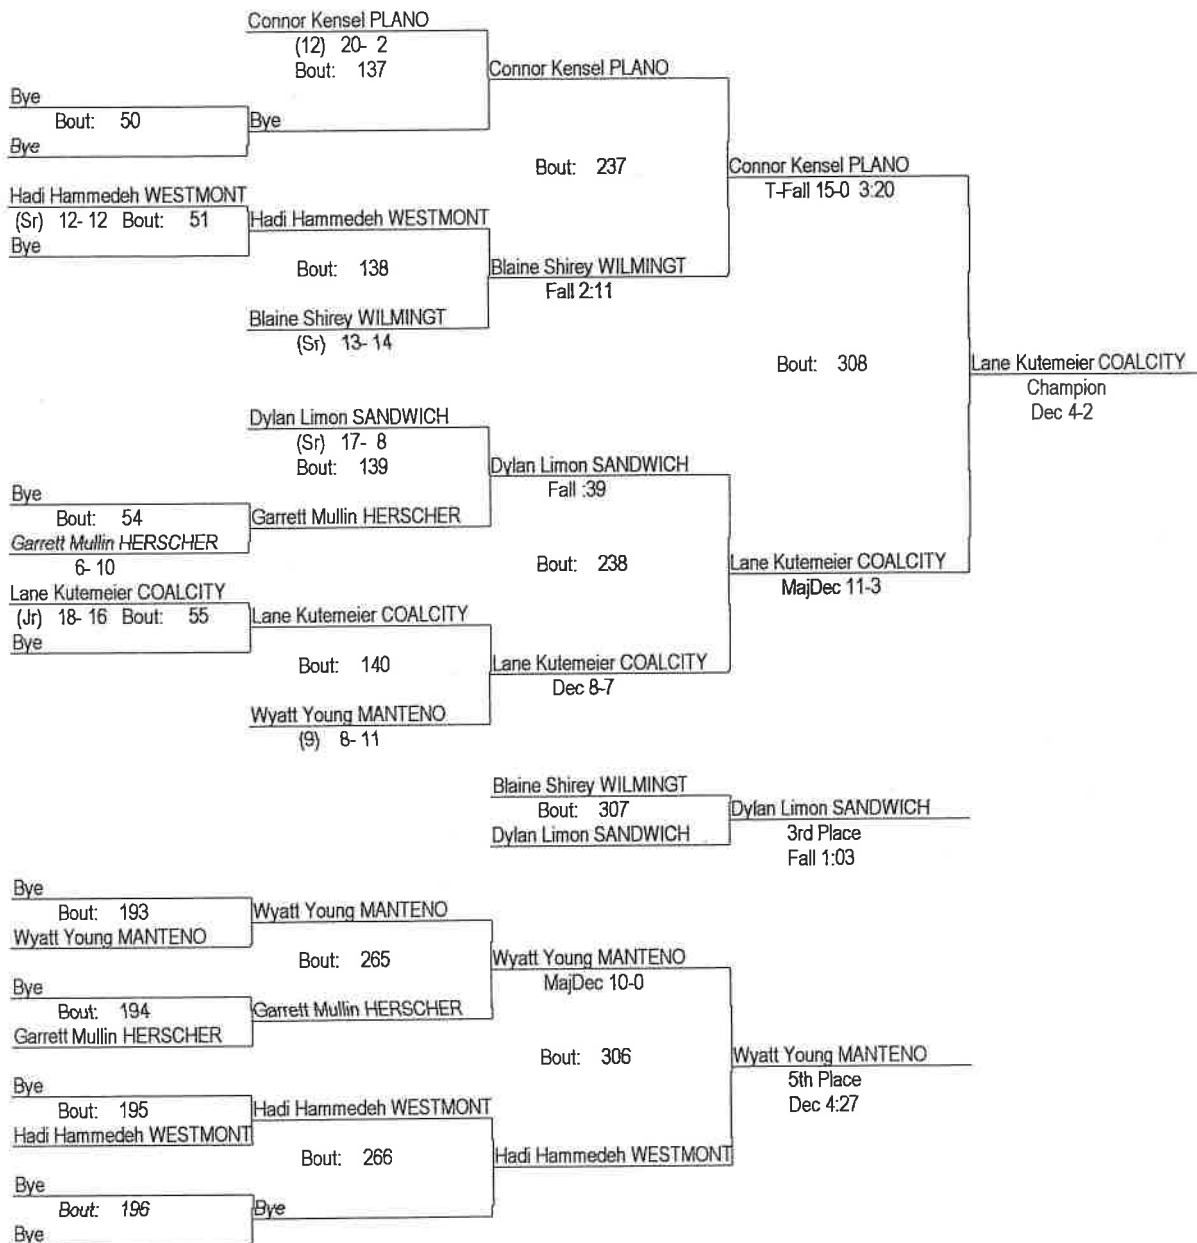 Connor Kensel PLANO
(12) 20- 2
Bout: 137
Connor Kensel PLANO
Bye
Bout: 50
Bye
Bye
Bout: 237
Connor Kensel PLANO
T-Fall 15-0 3:20
Hadi Hammedeh WESTMONT
(Sr) 12- 12 Bout: 51
Hadi Hammedeh WESTMONT
Bye
Bout: 138
Blaine Shirey WILMINGT
Fall 2:11
Blaine Shirey WILMINGT
(Sr) 13- 14
Bout: 308
Lane Kutemeier COALCITY
Champion
Dec 4-2
Dylan Limon SANDWICH
(Sr) 17- 8
Bout: 139
Dylan Limon SANDWICH
Fall :39
Bye
Bout: 54
Garrett Mullin HERSCHER
Garrett Mullin HERSCHER
6- 10
Bout: 238
Lane Kutemeier COALCITY
MajDec 11-3
Lane Kutemeier COALCITY
(Jr) 18- 16 Bout: 55
Lane Kutemeier COALCITY
Bye
Bout: 140
Lane Kutemeier COALCITY
Dec 8-7
Wyatt Young MANTENO
(9) 8- 11
Blaine Shirey WILMINGT
Bout: 307
Dylan Limon SANDWICH
Dylan Limon SANDWICH
3rd Place
Fall 1:03
Bye
Bout: 193
Wyatt Young MANTENO
Wyatt Young MANTENO
Bout: 265
Wyatt Young MANTENO
MajDec 10-0
Bye
Bout: 194
Garrett Mullin HERSCHER
Garrett Mullin HERSCHER
Bout: 306
Wyatt Young MANTENO
5th Place
Dec 4:27
Bye
Bout: 195
Hadi Hammedeh WESTMONT
Hadi Hammedeh WESTMONT
Bout: 266
Hadi Hammedeh WESTMONT
Bye
Bout: 196
Bye
Bye